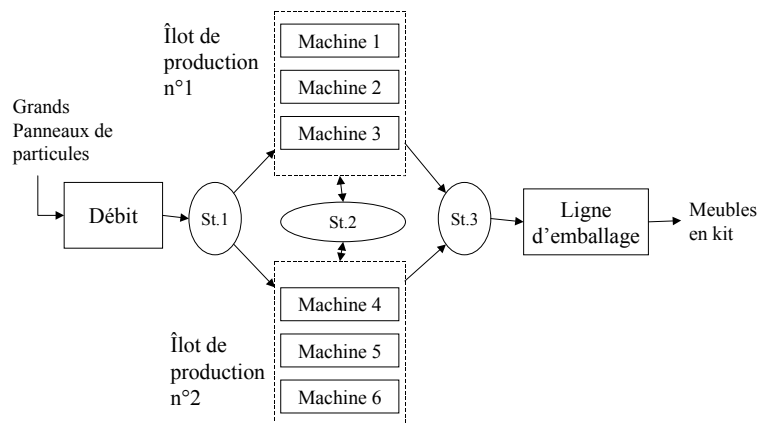 Îlot de
production
n°1
Machine 1
Machine 2
Machine 3
Grands
Panneaux de
particules
Débit
St.1
St.2
St.3
Ligne
d’emballage
Meubles
en kit
Îlot de
production
n°2
Machine 4
Machine 5
Machine 6